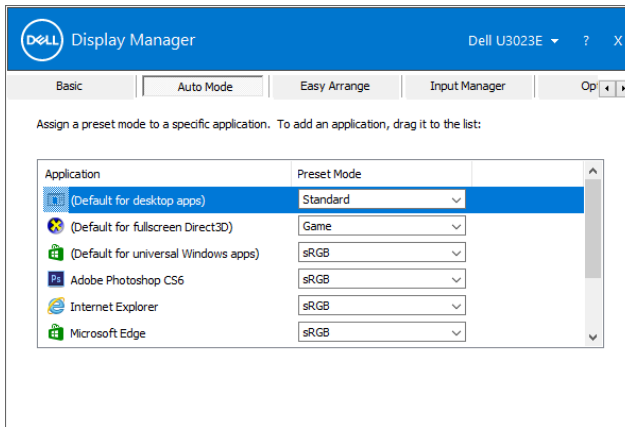 DELL Display Manager Dell U3023E ? X
Basic Auto Mode Easy Arrange Input Manager Op
Assign a preset mode to a specific application. To add an application, drag it to the list:
Application Preset Mode
(Default for desktop apps) Standard
(Default for fullscreen Direct3D) Game
(Default for universal Windows apps) sRGB
Ps Adobe Photoshop CS6 sRGB
Internet Explorer sRGB
Microsoft Edge sRGB